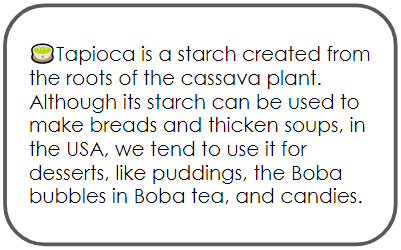 Tapioca is a starch created from
the roots of the cassava plant.
Although its starch can be used to
make breads and thicken soups, in
the USA, we tend to use it for
desserts, like puddings, the Boba
bubbles in Boba tea, and candies.